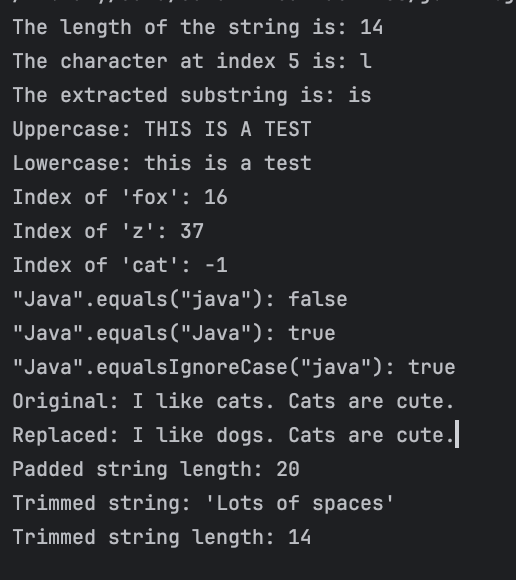 The length of the string is: 14
The character at index 5 is: l
The extracted substring is: is
Uppercase: THIS IS A TEST
Lowercase: this is a test
Index of 'fox': 16
Index of 'z': 37
Index of 'cat': -1
"Java".equals("java"): false
"Java".equals("Java"): true
"Java".equalsIgnoreCase("java"): true
Original: I like cats. Cats are cute.
Replaced: I like dogs. Cats are cute.
Padded string length: 20
Trimmed string: 'Lots of spaces'
Trimmed string length: 14